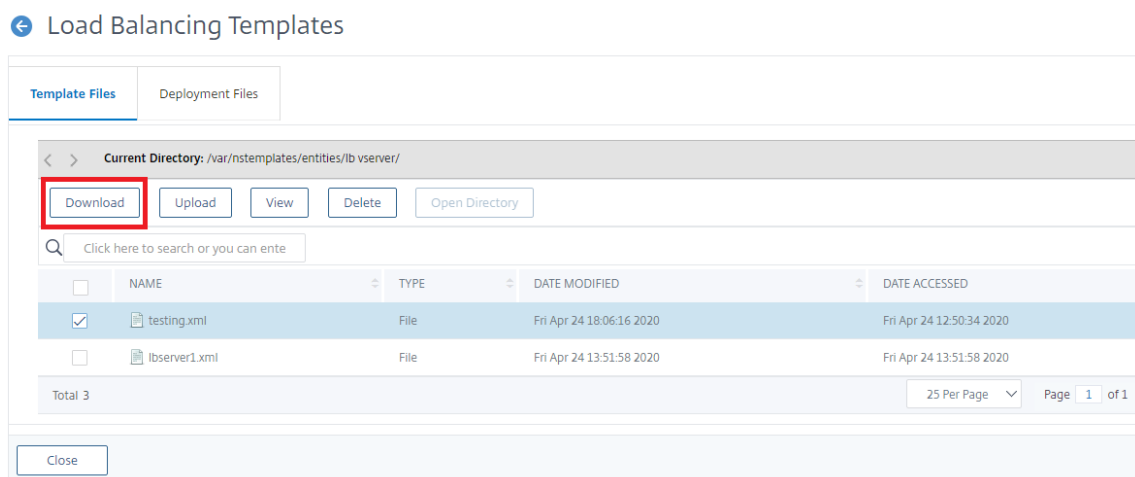 Load Balancing Templates
Template Files Deployment Files
Current Directory: /var/nstemplates/entities/lb vserver/
Download Upload View Delete Open Directory
Click here to search or you can ente
NAME TYPE DATE MODIFIED DATE ACCESSED
testing.xml File Fri Apr 24 18:06:16 2020 Fri Apr 24 12:50:34 2020
lbserver1.xml File Fri Apr 24 13:51:58 2020 Fri Apr 24 13:51:58 2020
Total 3 25 Per Page Page 1 of 1
Close